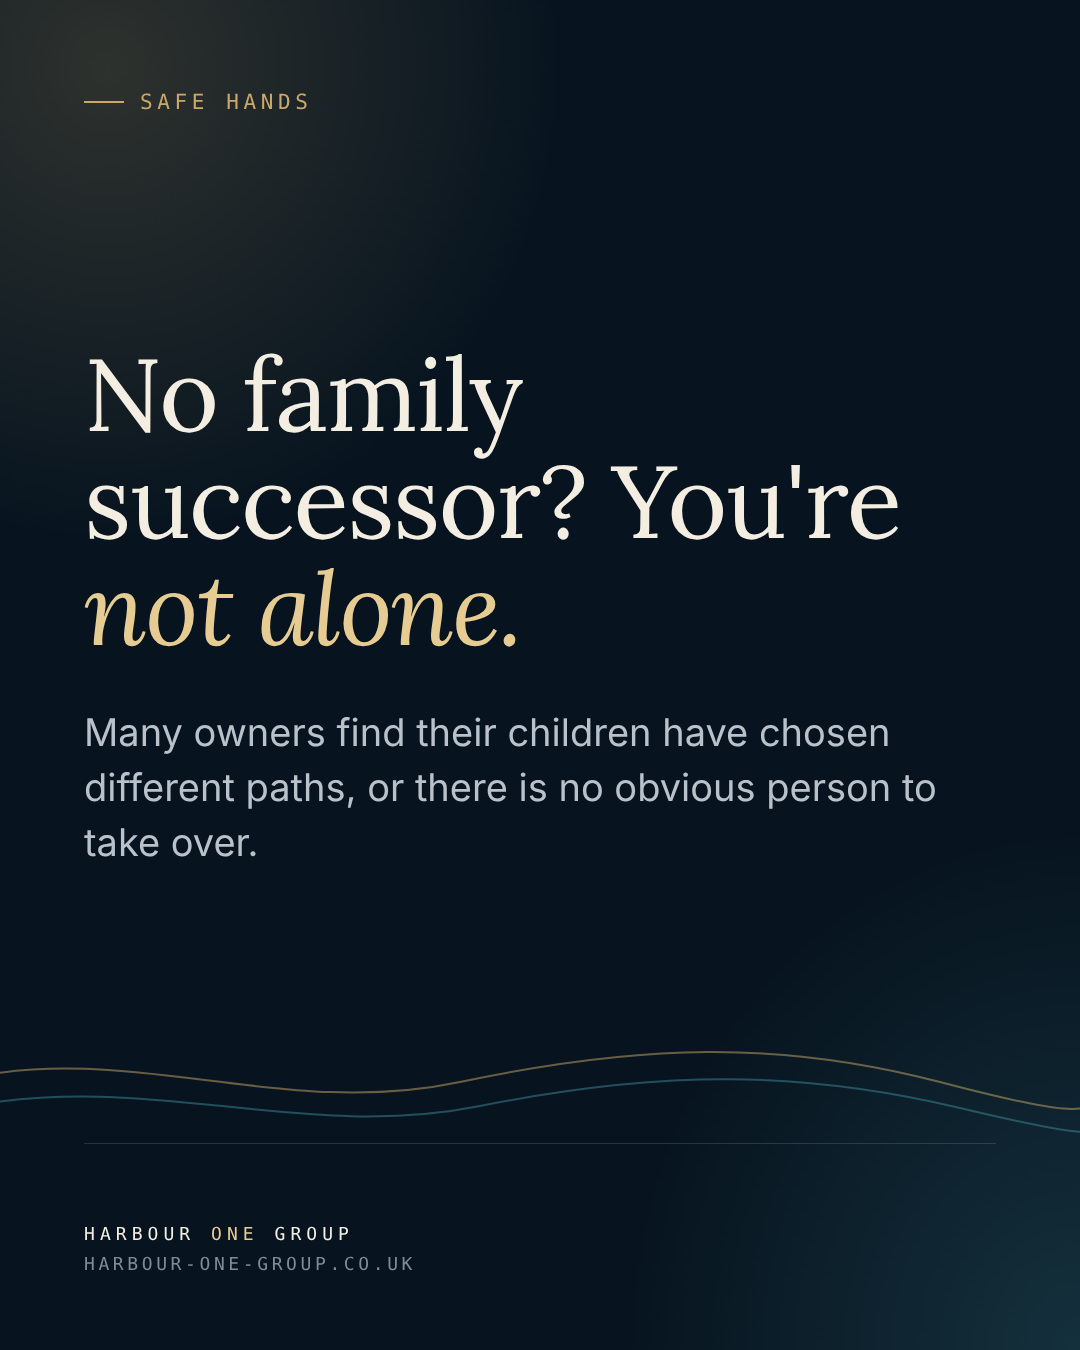 SAFE HANDS
No family
successor? You're
not alone.
Many owners find their children have chosen
different paths, or there is no obvious person to
take over.
HARBOUR ONE GROUP
HARBOUR-ONE-GROUP.CO.UK